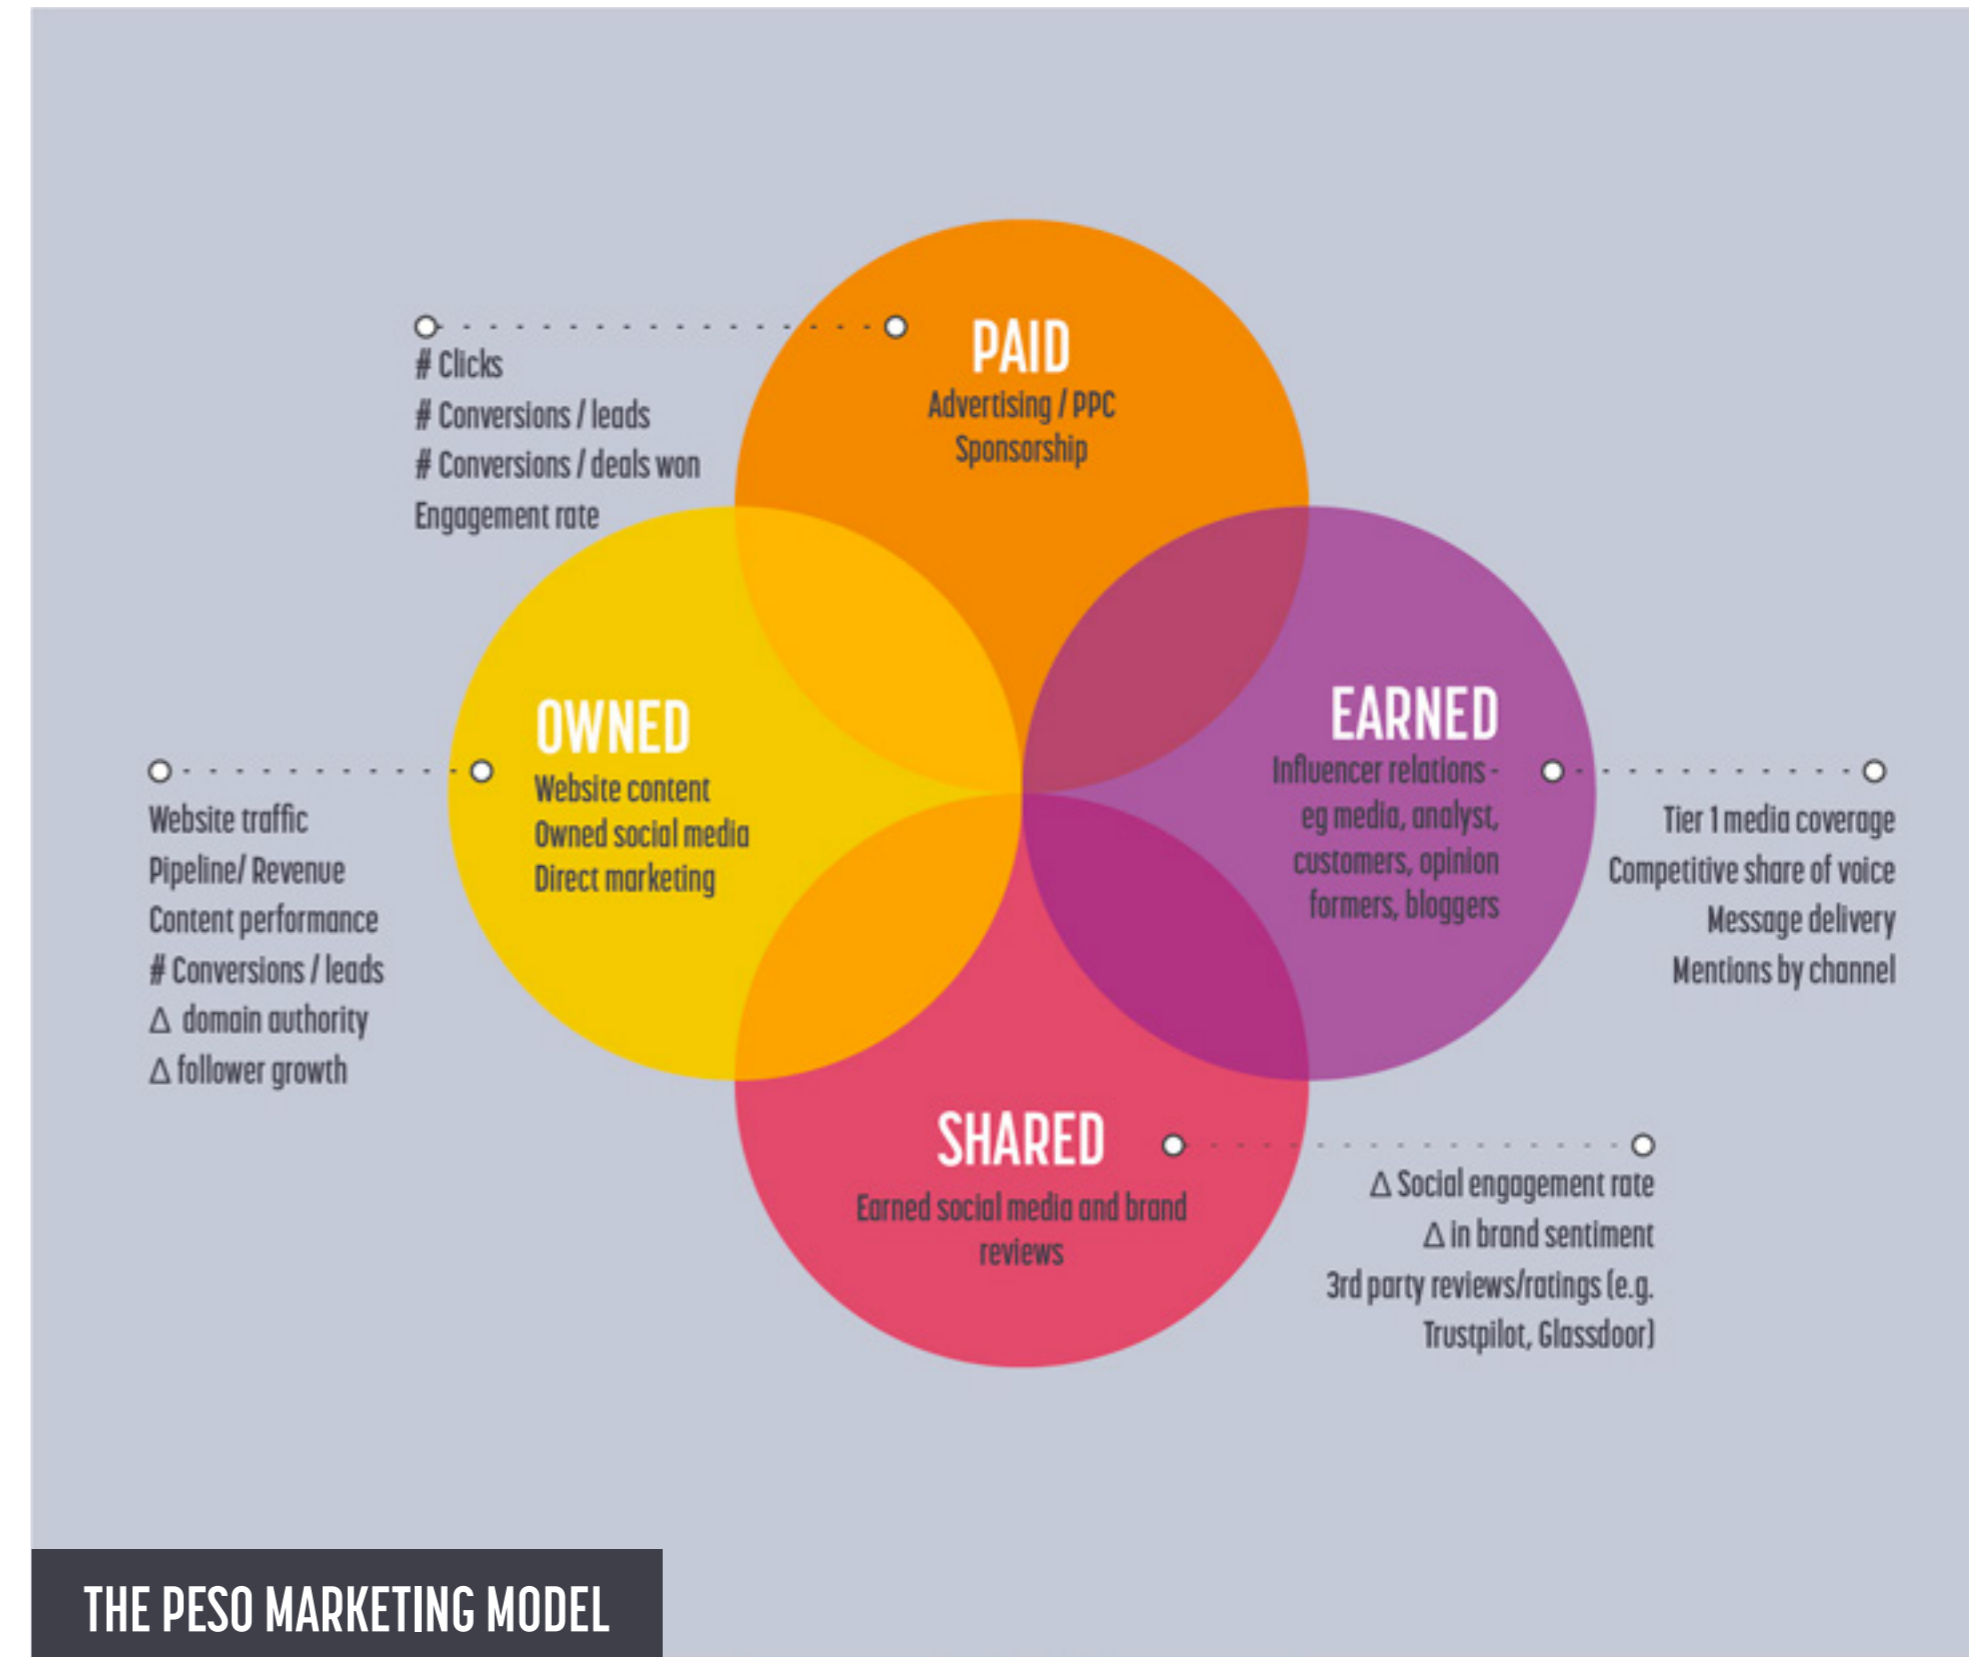 PAID
Advertising / PPC
Sponsorship
# Clicks
# Conversions / leads
# Conversions / deals won
Engagement rate
OWNED
Website content
Owned social media
Direct marketing
Website traffic
Pipeline/ Revenue
Content performance
# Conversions / leads
Δ domain authority
Δ follower growth
EARNED
Influencer relations -
eg media, analyst,
customers, opinion
formers, bloggers
Tier 1 media coverage
Competitive share of voice
Message delivery
Mentions by channel
SHARED
Earned social media and brand
reviews
Δ Social engagement rate
Δ in brand sentiment
3rd party reviews/ratings (e.g.
Trustpilot, Glassdoor)
THE PESO MARKETING MODEL